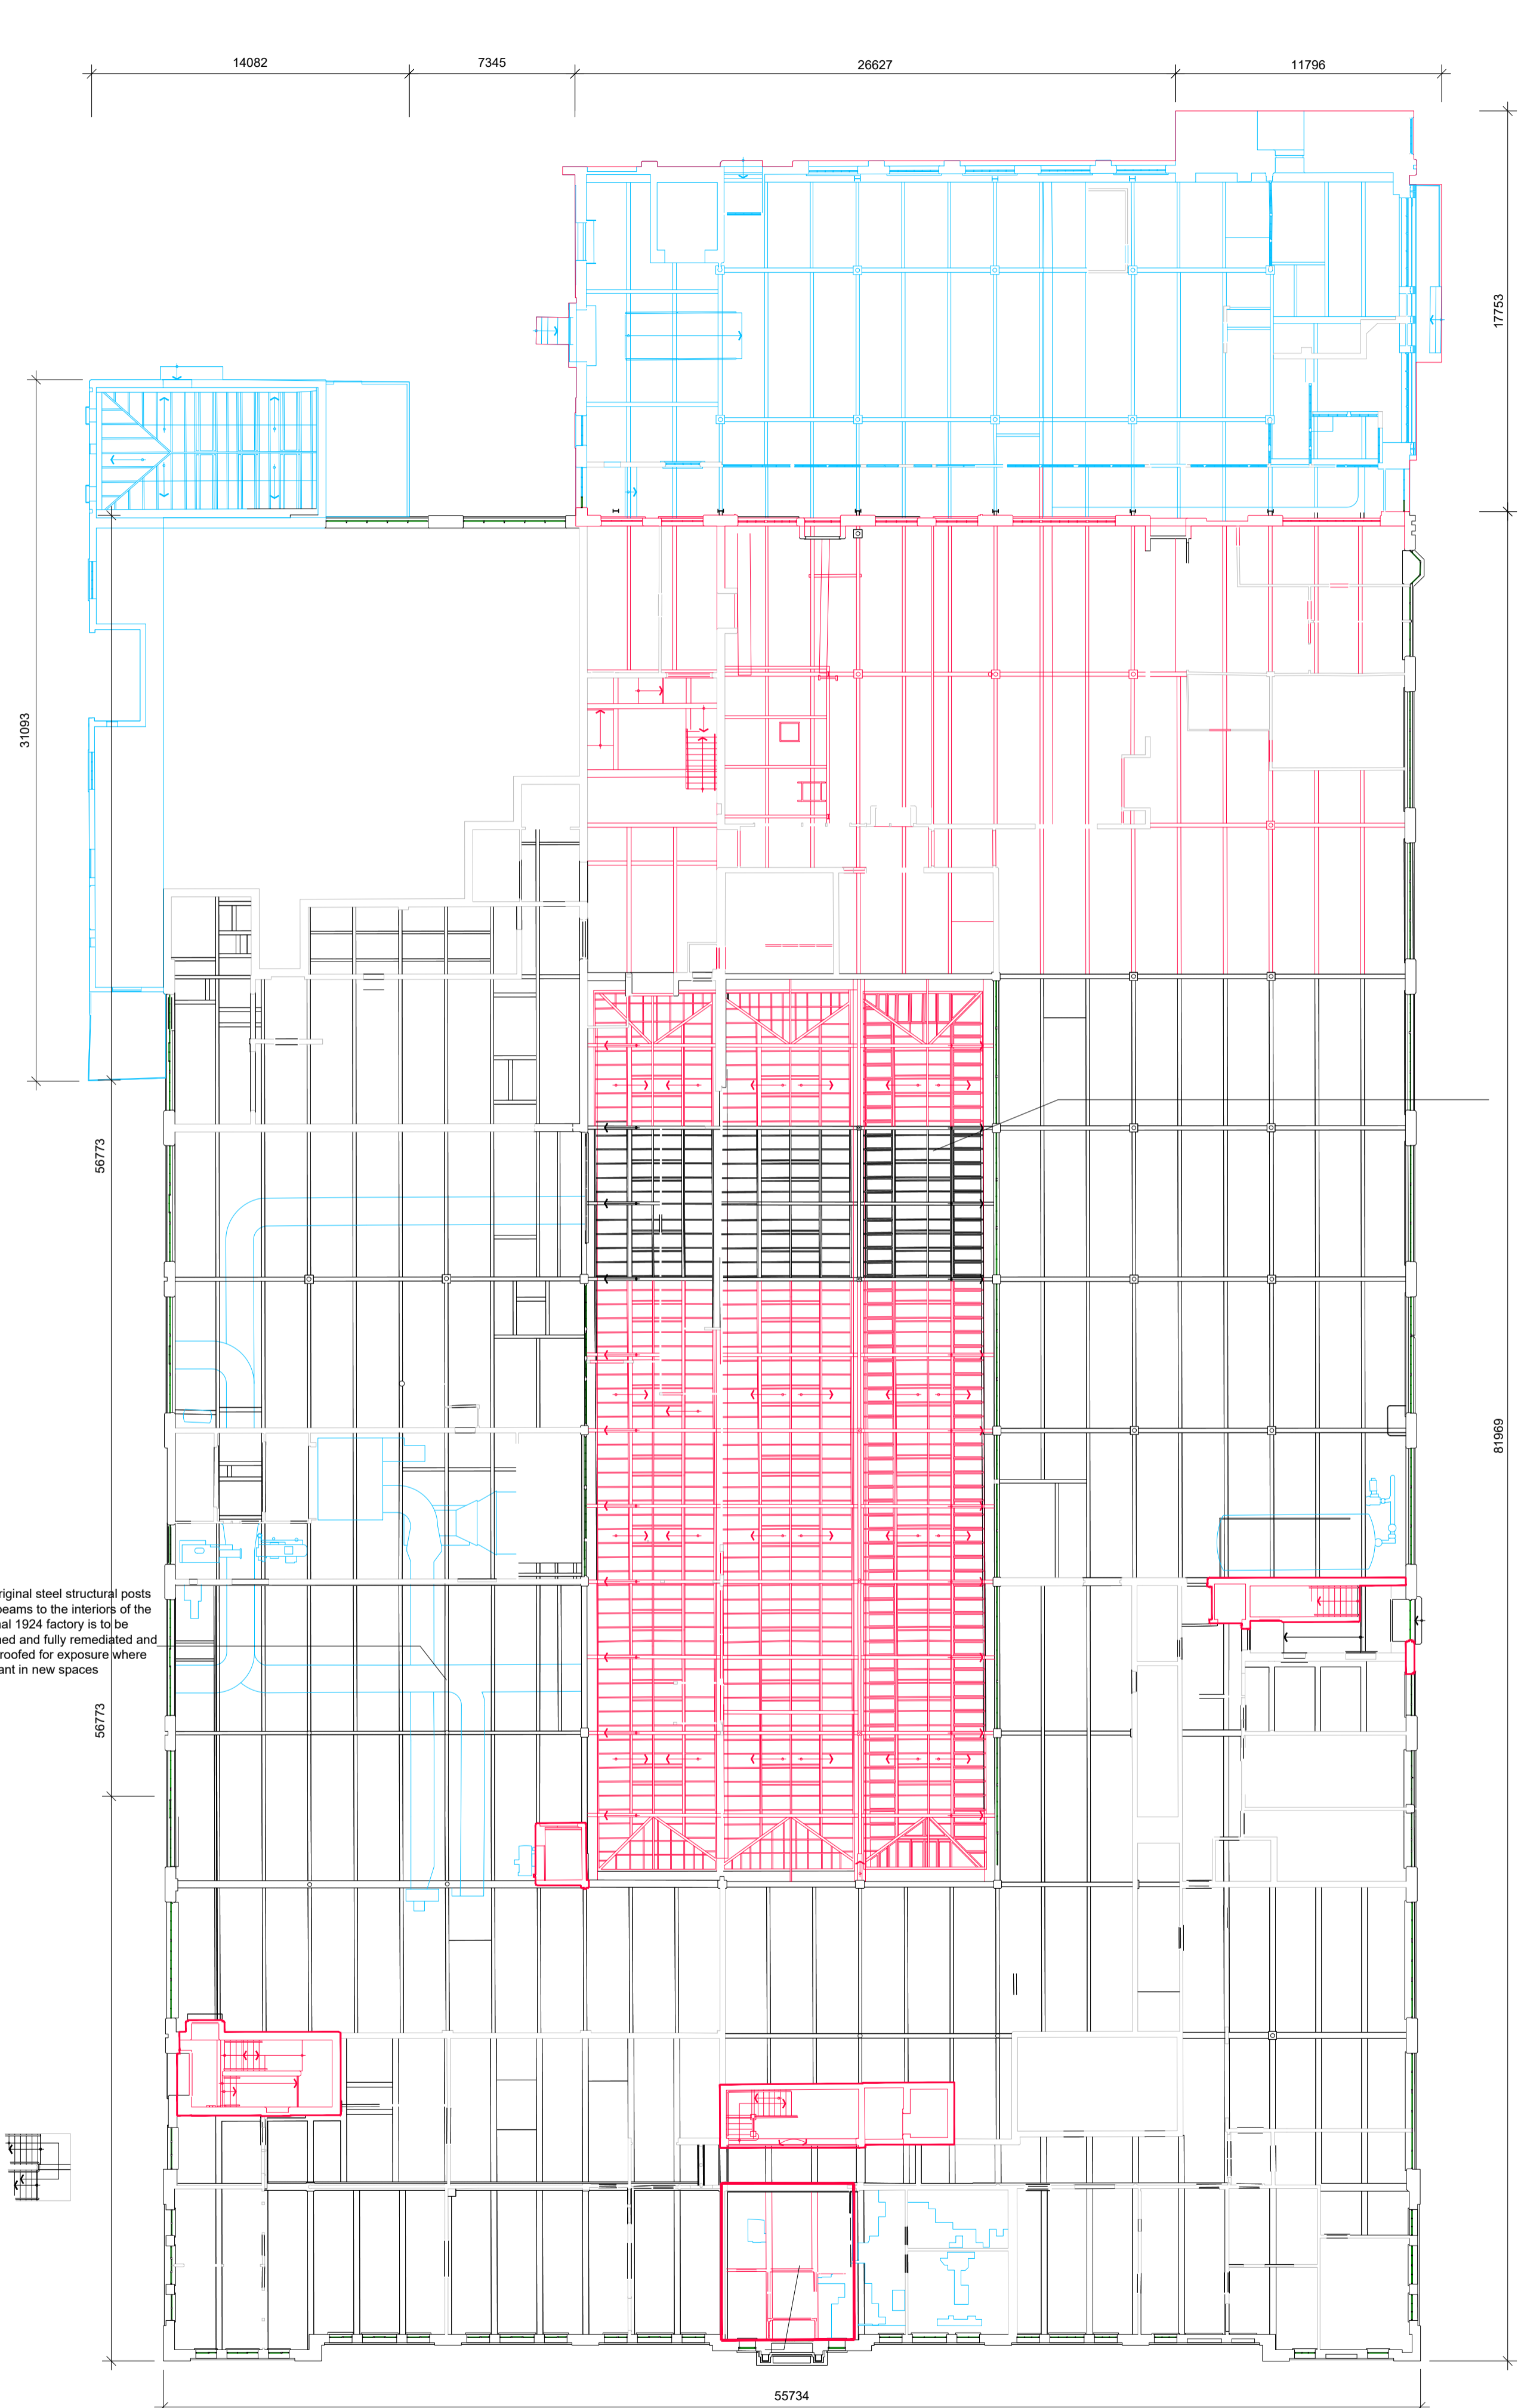 14082
7345
26627
11796
17753
31093
56773
81969
riginal steel structural posts
beams to the interiors of the
nal 1924 factory is to be
ned and fully remediated and
roofed for exposure where
ant in new spaces
56773
55734